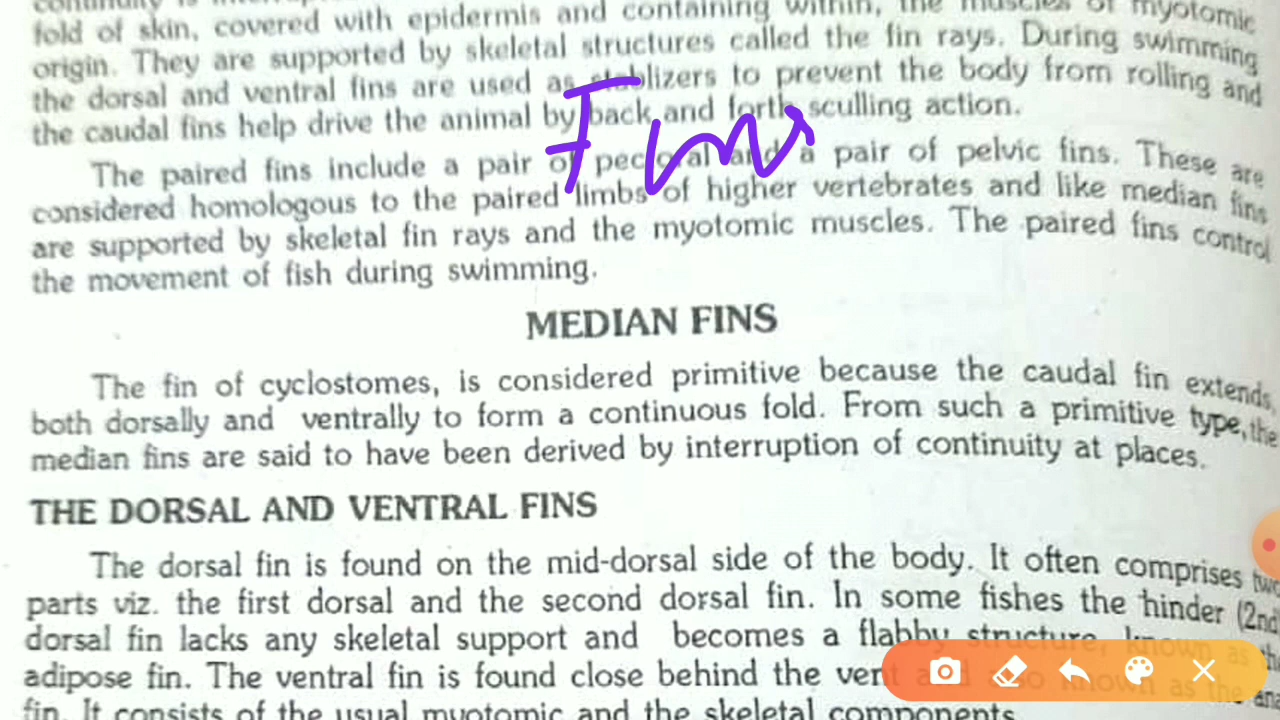 fold of skin, covered with epidermis and containing within, the muscles of myotomic
origin. They are supported by skeletal structures called the fin rays. During swimming
the dorsal and ventral fins are used as stablizers to prevent the body from rolling and
the caudal fins help drive the animal by back and forth sculling action.
Fins
The paired fins include a pair of pectoral and a pair of pelvic fins. These are
considered homologous to the paired limbs of higher vertebrates and like median fins
are supported by skeletal fin rays and the myotomic muscles. The paired fins control
the movement of fish during swimming.
MEDIAN FINS
The fin of cyclostomes, is considered primitive because the caudal fin extends,
both dorsally and ventrally to form a continuous fold. From such a primitive type, the
median fins are said to have been derived by interruption of continuity at places.
THE DORSAL AND VENTRAL FINS
The dorsal fin is found on the mid-dorsal side of the body. It often comprises two
parts viz. the first dorsal and the second dorsal fin. In some fishes the hinder (2nd)
dorsal fin lacks any skeletal support and becomes a flabby structure, known as the
adipose fin. The ventral fin is found close behind the vent and also known as the
fin. It consists of the usual myotomic and the skeletal components.